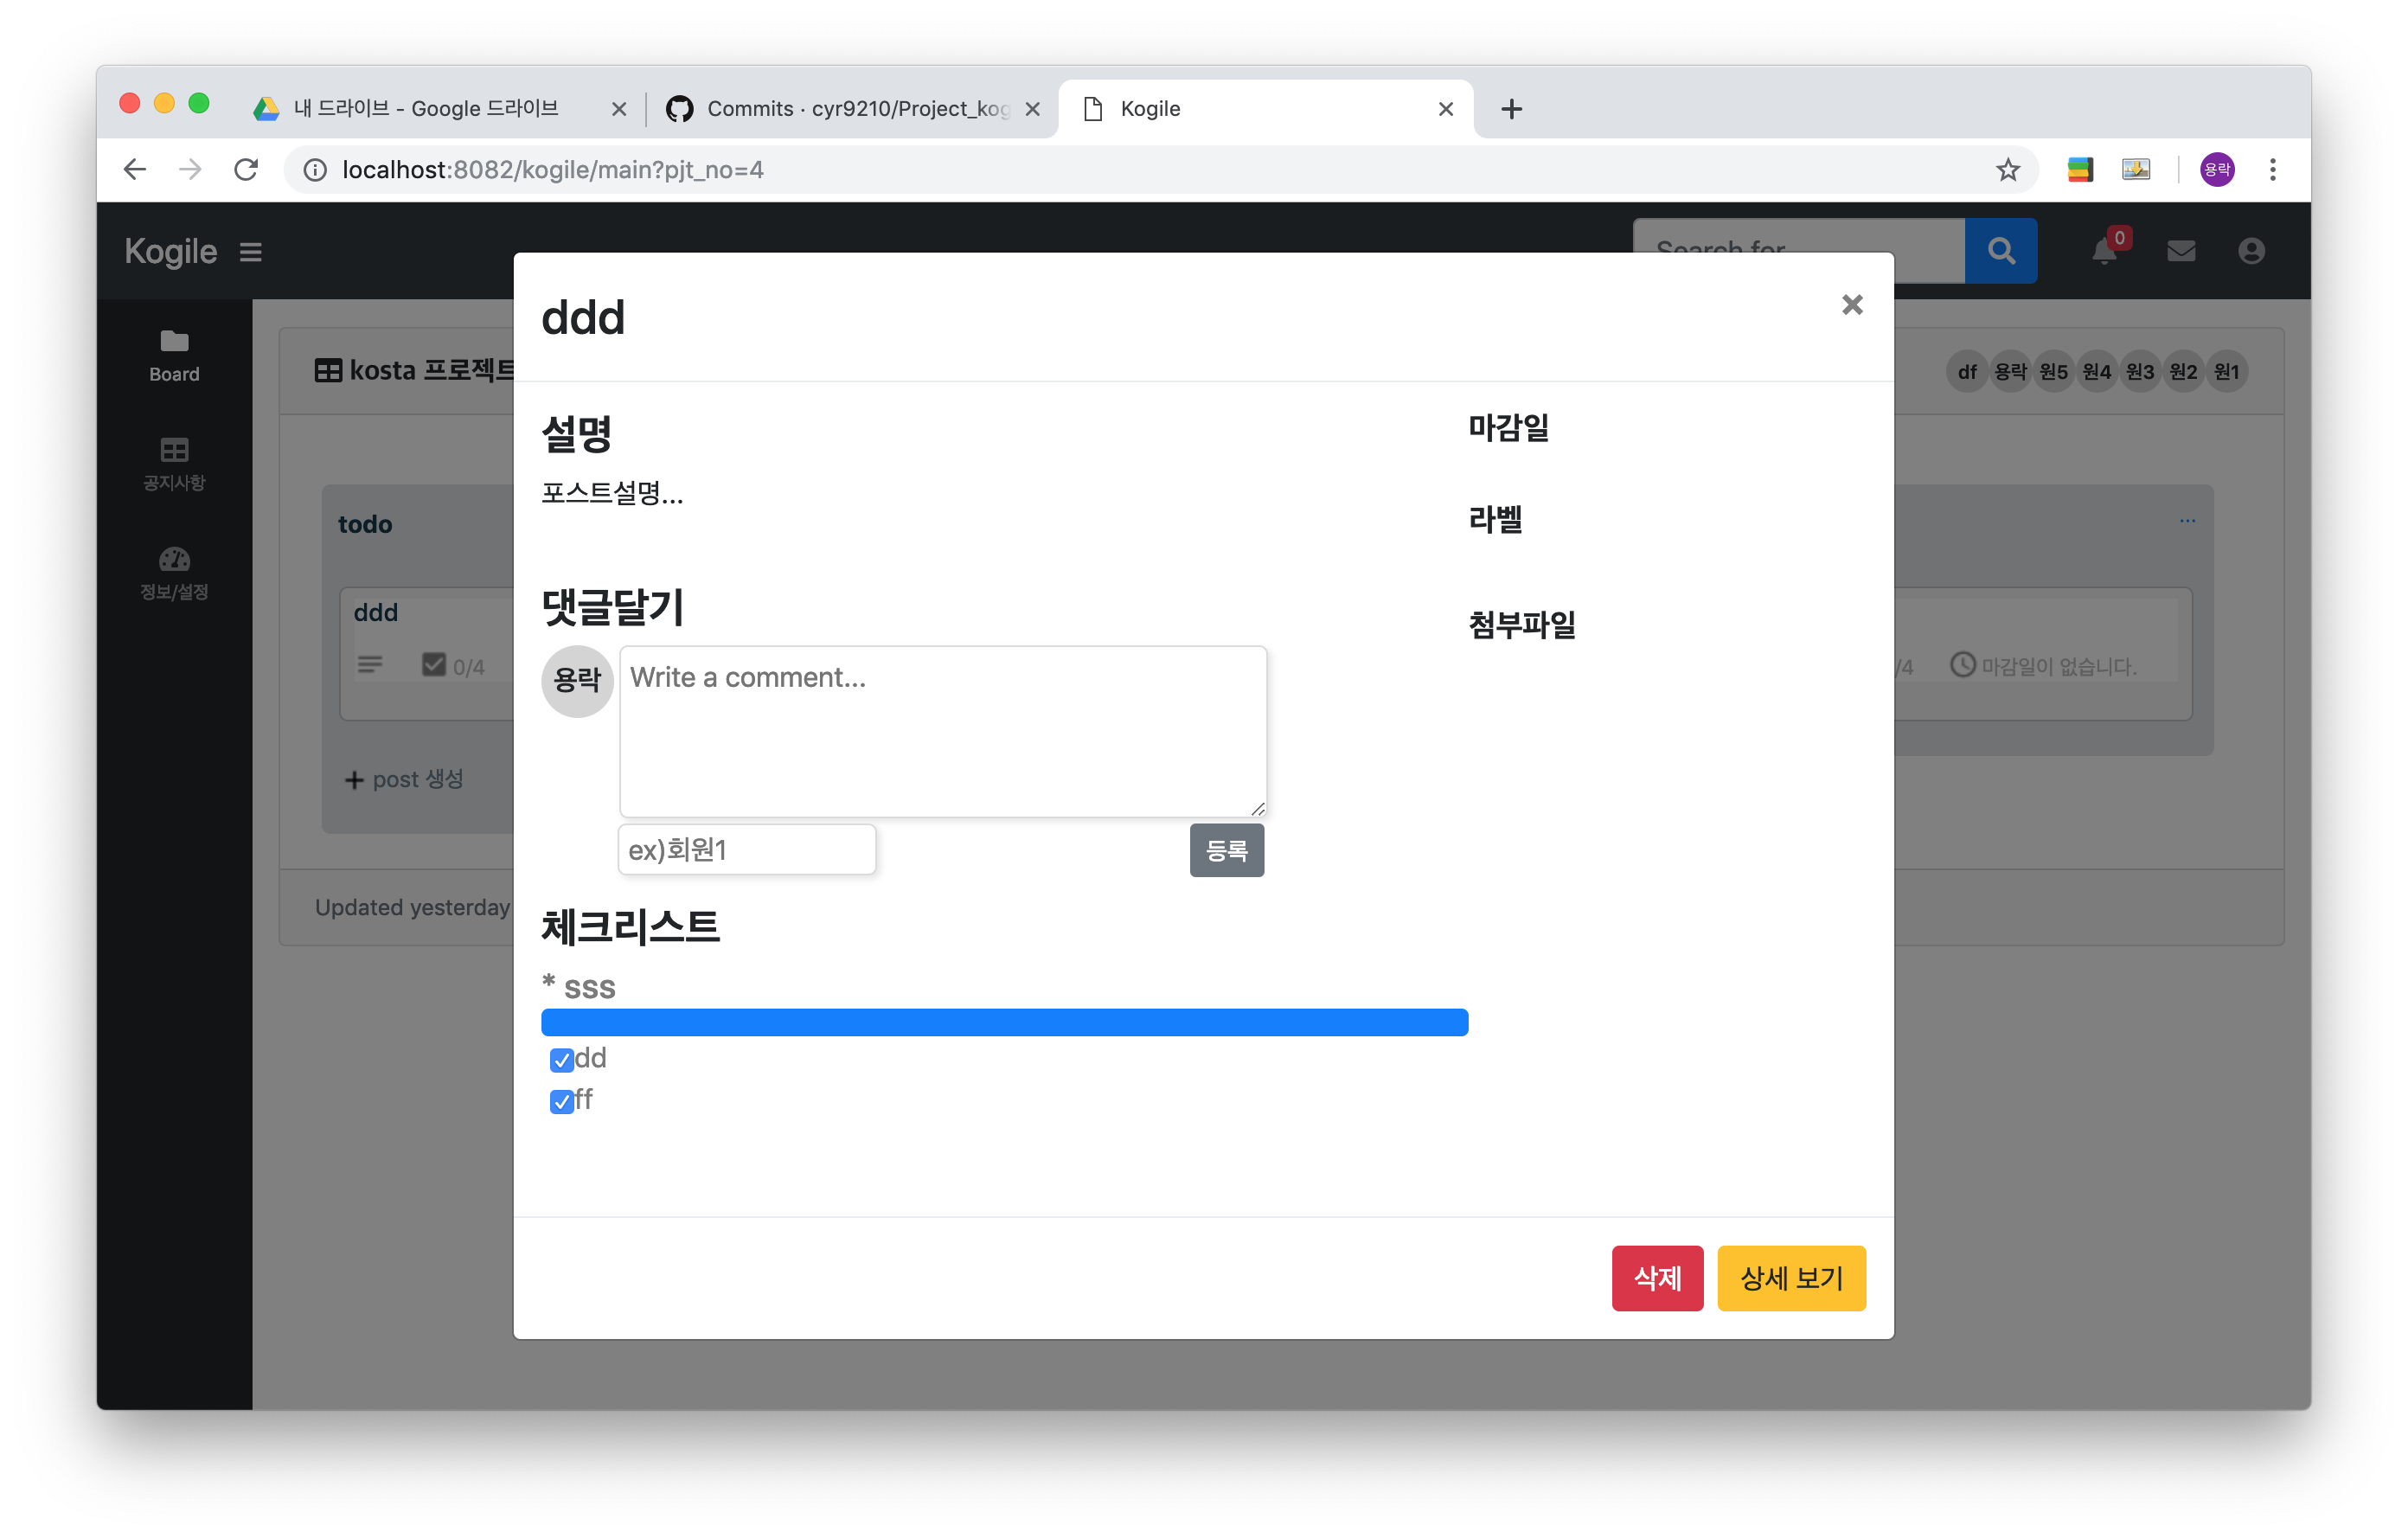 내 드라이브 - Google 드라이브
Commits · cyr9210/Project_kog
Kogile
localhost:8082/kogile/main?pjt_no=4
용락
Kogile
Search for
0
Board
공지사항
정보/설정
kosta 프로젝트
df 용락 원5 원4 원3 원2 원1
todo
...
ddd
0/4
/4 마감일이 없습니다.
post 생성
Updated yesterday
ddd
×
설명
포스트설명...
마감일
라벨
첨부파일
댓글달기
용락
Write a comment...
ex)회원1
등록
체크리스트
* sss
dd
ff
삭제
상세 보기